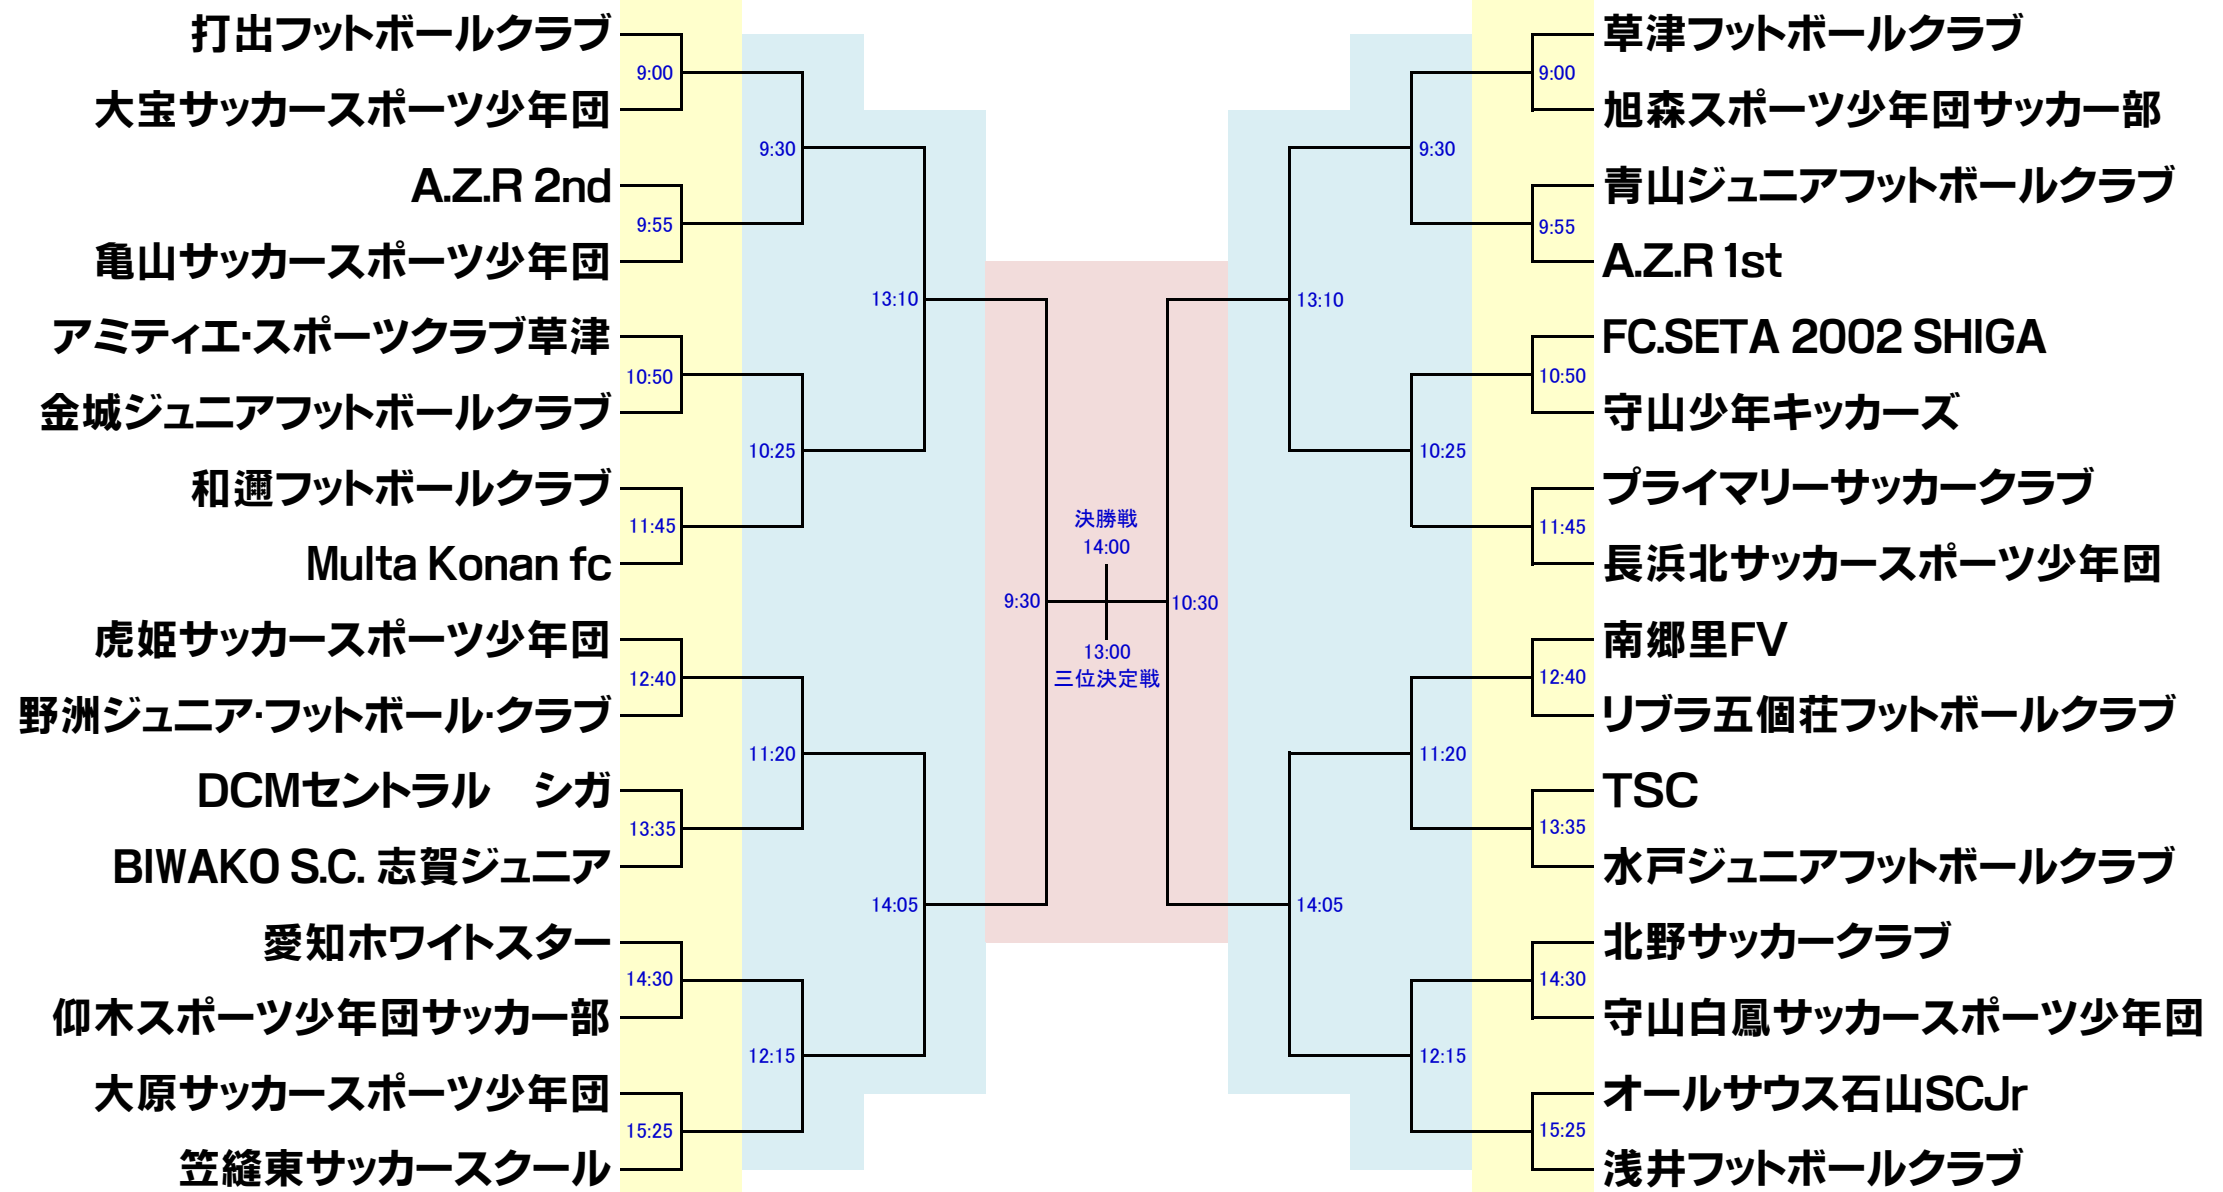 打出フットボールクラブ
大宝サッカースポーツ少年団
A.Z.R 2nd
亀山サッカースポーツ少年団
アミティエ・スポーツクラブ草津
金城ジュニアフットボールクラブ
和邇フットボールクラブ
Multa Konan fc
虎姫サッカースポーツ少年団
野洲ジュニア・フットボール・クラブ
DCMセントラル　シガ
BIWAKO S.C. 志賀ジュニア
愛知ホワイトスター
仰木スポーツ少年団サッカー部
大原サッカースポーツ少年団
笠縫東サッカースクール
9:00
9:55
10:50
11:45
12:40
13:35
14:30
15:25
9:30
10:25
11:20
12:15
13:10
14:05
9:30
決勝戦
14:00
13:00
三位決定戦
10:30
13:10
14:05
9:30
10:25
11:20
12:15
9:00
9:55
10:50
11:45
12:40
13:35
14:30
15:25
草津フットボールクラブ
旭森スポーツ少年団サッカー部
青山ジュニアフットボールクラブ
A.Z.R 1st
FC.SETA 2002 SHIGA
守山少年キッカーズ
プライマリーサッカークラブ
長浜北サッカースポーツ少年団
南郷里FV
リブラ五個荘フットボールクラブ
TSC
水戸ジュニアフットボールクラブ
北野サッカークラブ
守山白鳳サッカースポーツ少年団
オールサウス石山SCJr
浅井フットボールクラブ